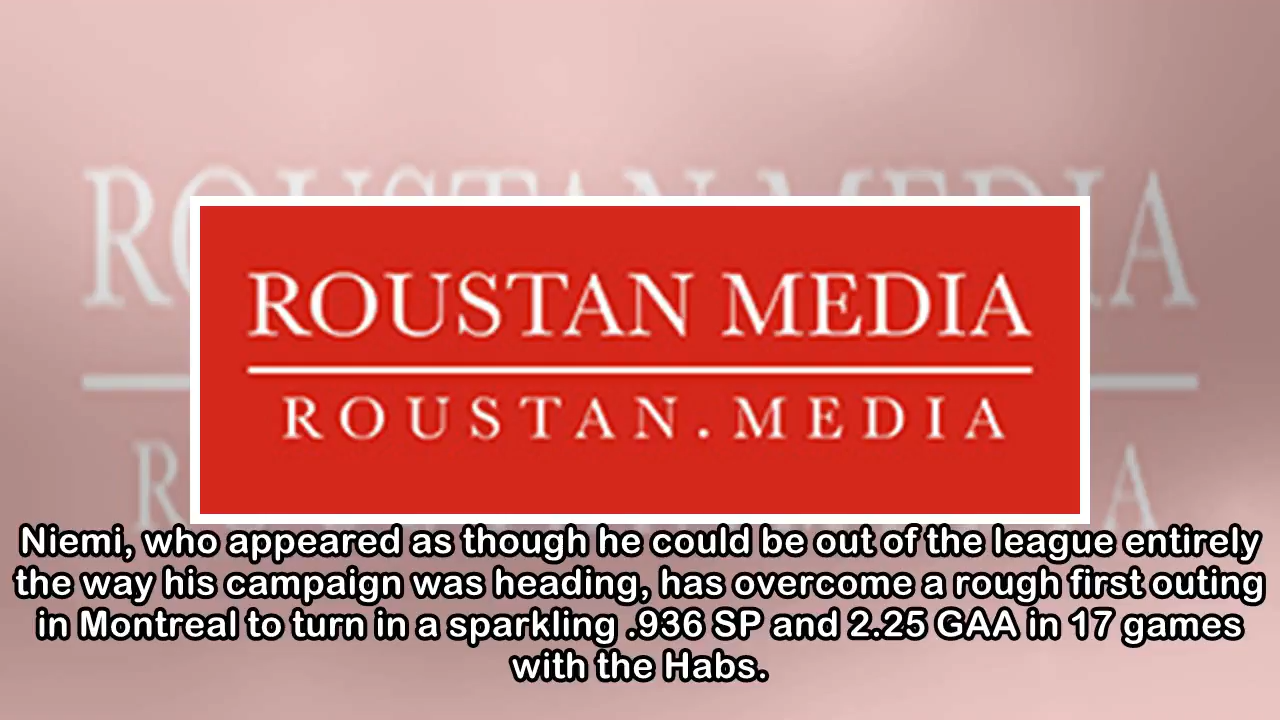 ROUSTAN MEDIA
ROUSTAN.MEDIA
Niemi, who appeared as though he could be out of the league entirely
the way his campaign was heading, has overcome a rough first outing
in Montreal to turn in a sparkling .936 SP and 2.25 GAA in 17 games
with the Habs.